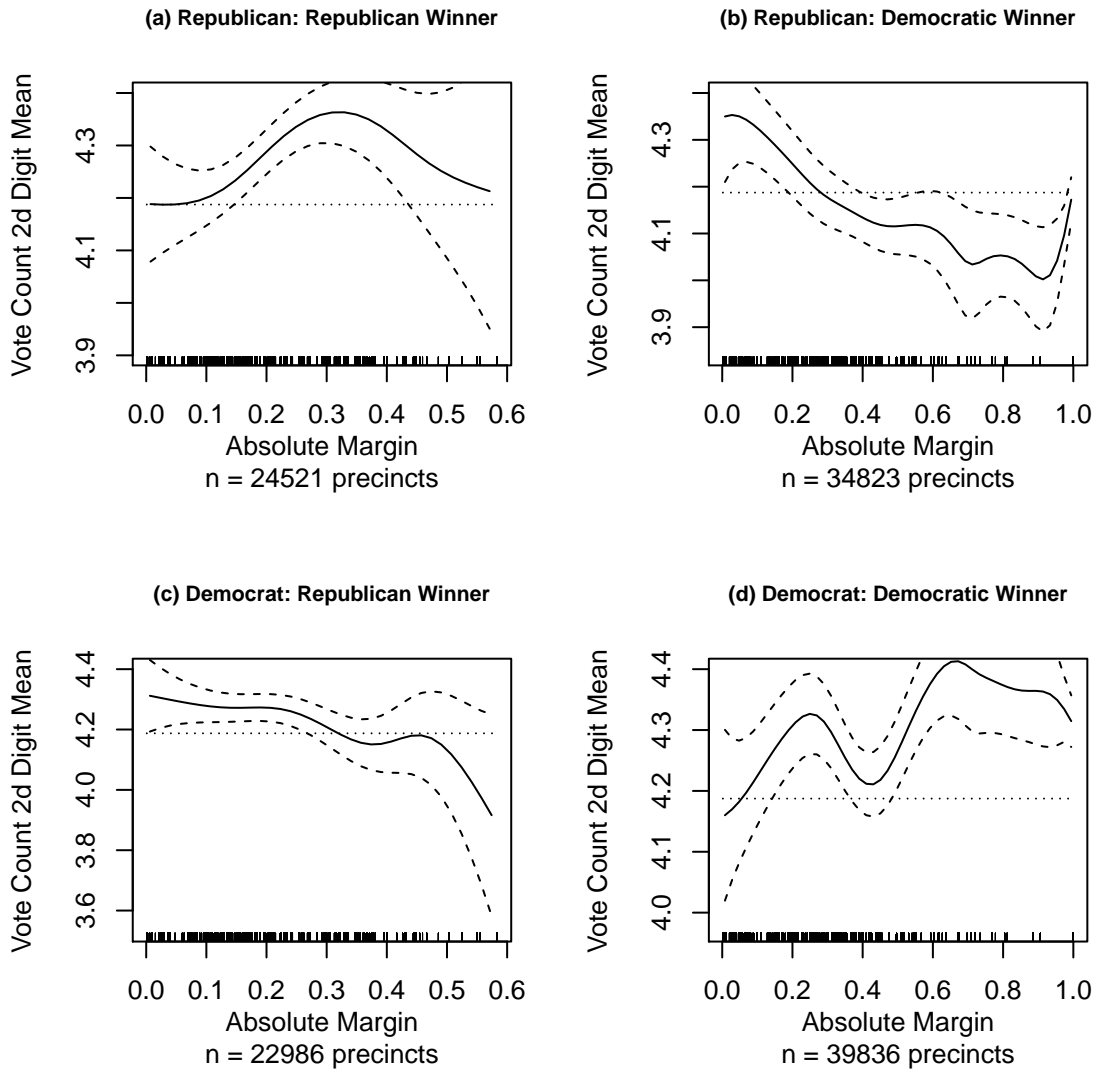 (a) Republican: Republican Winner
Vote Count 2d Digit Mean
3.9 4.1 4.3
0.0 0.1 0.2 0.3 0.4 0.5 0.6
Absolute Margin
n = 24521 precincts
(b) Republican: Democratic Winner
Vote Count 2d Digit Mean
3.9 4.1 4.3
0.0 0.2 0.4 0.6 0.8 1.0
Absolute Margin
n = 34823 precincts
(c) Democrat: Republican Winner
Vote Count 2d Digit Mean
3.6 3.8 4.0 4.2 4.4
0.0 0.1 0.2 0.3 0.4 0.5 0.6
Absolute Margin
n = 22986 precincts
(d) Democrat: Democratic Winner
Vote Count 2d Digit Mean
4.0 4.1 4.2 4.3 4.4
0.0 0.2 0.4 0.6 0.8 1.0
Absolute Margin
n = 39836 precincts